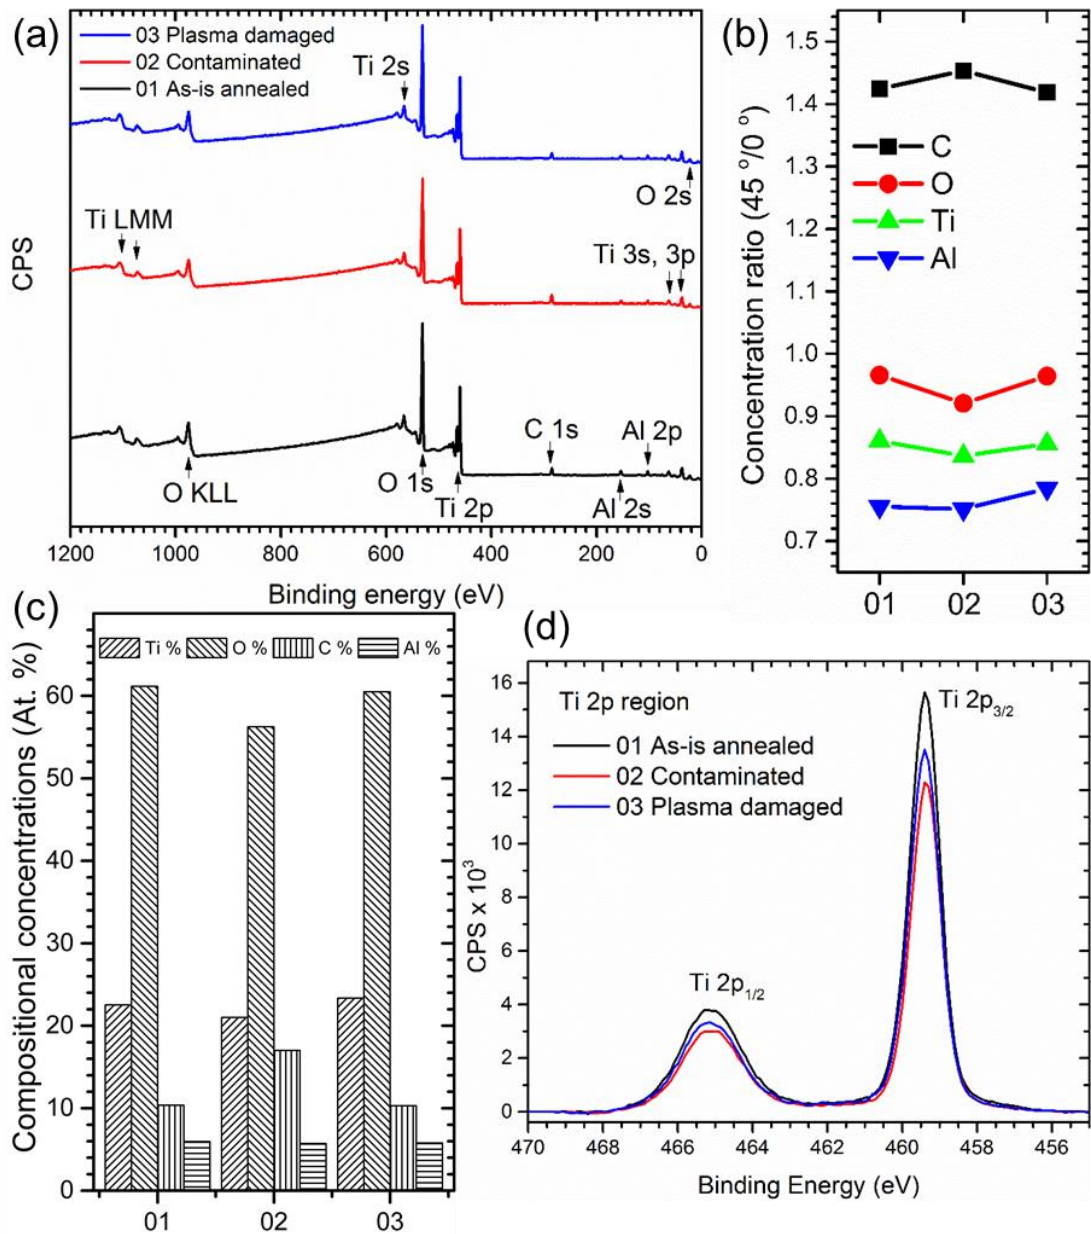 (a)
03 Plasma damaged
02 Contaminated
01 As-is annealed
Ti 2s
O 2s
Ti LMM
Ti 3s, 3p
C 1s
Al 2p
O KLL
O 1s
Ti 2p
Al 2s
CPS
1200 1000 800 600 400 200 0
Binding energy (eV)
(b)
1.5
1.4
1.3
1.2
1.1
1.0
0.9
0.8
0.7
C
O
Ti
Al
Concentration ratio (45 °/0 °)
01 02 03
(c)
Ti % O % C % Al %
60
50
40
30
20
10
0
Compositional concentrations (At. %)
01 02 03
(d)
Ti 2p region
01 As-is annealed
02 Contaminated
03 Plasma damaged
Ti 2p3/2
Ti 2p1/2
16
14
12
10
8
6
4
2
0
CPS x 10³
470 468 466 464 462 460 458 456
Binding Energy (eV)